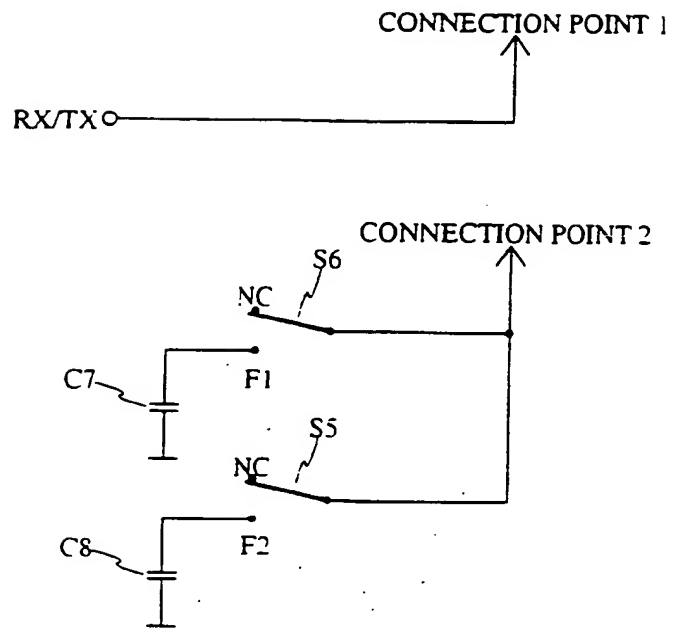 CONNECTION POINT 1
RX/TX
CONNECTION POINT 2
S6
NC
F1
C7
S5
NC
F2
C8